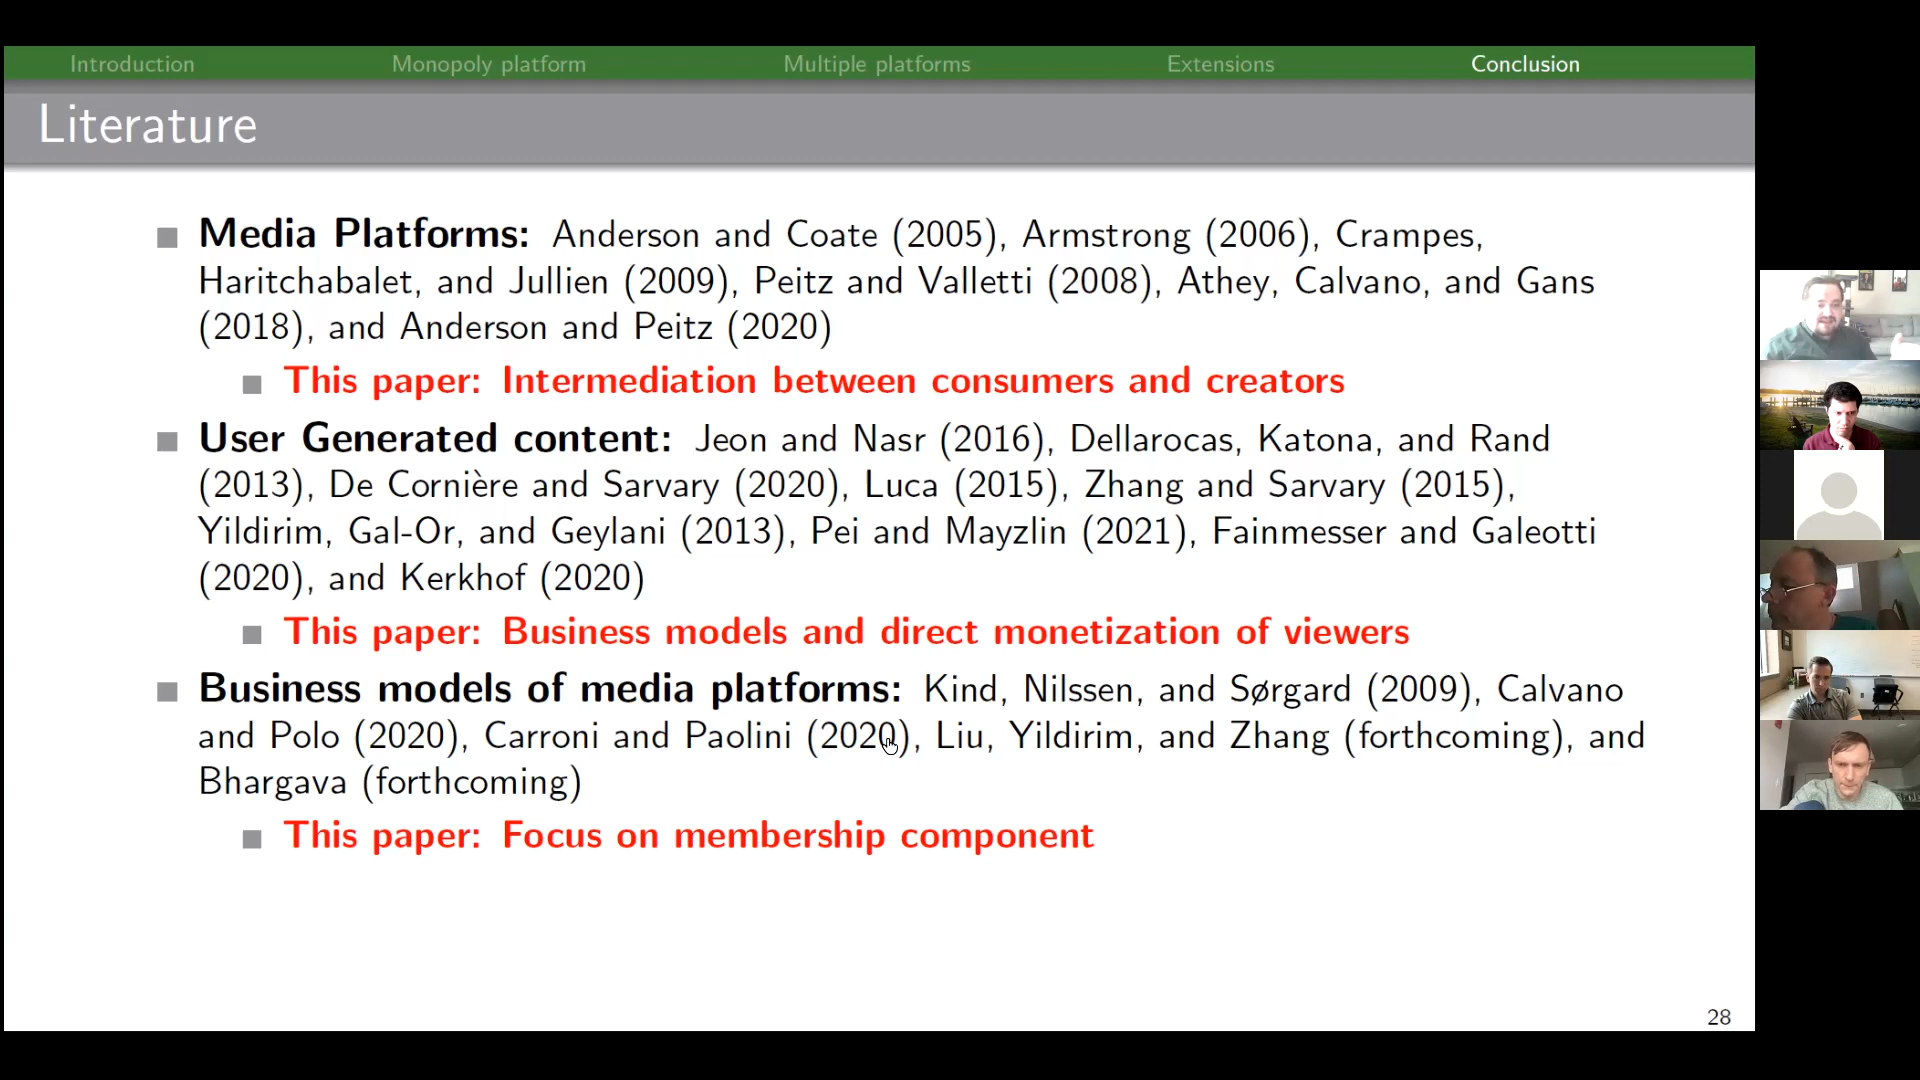 Introduction
Monopoly platform
Multiple platforms
Extensions
Conclusion
Literature
Media Platforms: Anderson and Coate (2005), Armstrong (2006), Crampes,
Haritchabalet, and Jullien (2009), Peitz and Valletti (2008), Athey, Calvano, and Gans
(2018), and Anderson and Peitz (2020)
This paper: Intermediation between consumers and creators
User Generated content: Jeon and Nasr (2016), Dellarocas, Katona, and Rand
(2013), De Cornière and Sarvary (2020), Luca (2015), Zhang and Sarvary (2015),
Yildirim, Gal-Or, and Geylani (2013), Pei and Mayzlin (2021), Fainmesser and Galeotti
(2020), and Kerkhof (2020)
This paper: Business models and direct monetization of viewers
Business models of media platforms: Kind, Nilssen, and Sørgard (2009), Calvano
and Polo (2020), Carroni and Paolini (2020), Liu, Yildirim, and Zhang (forthcoming), and
Bhargava (forthcoming)
This paper: Focus on membership component
28